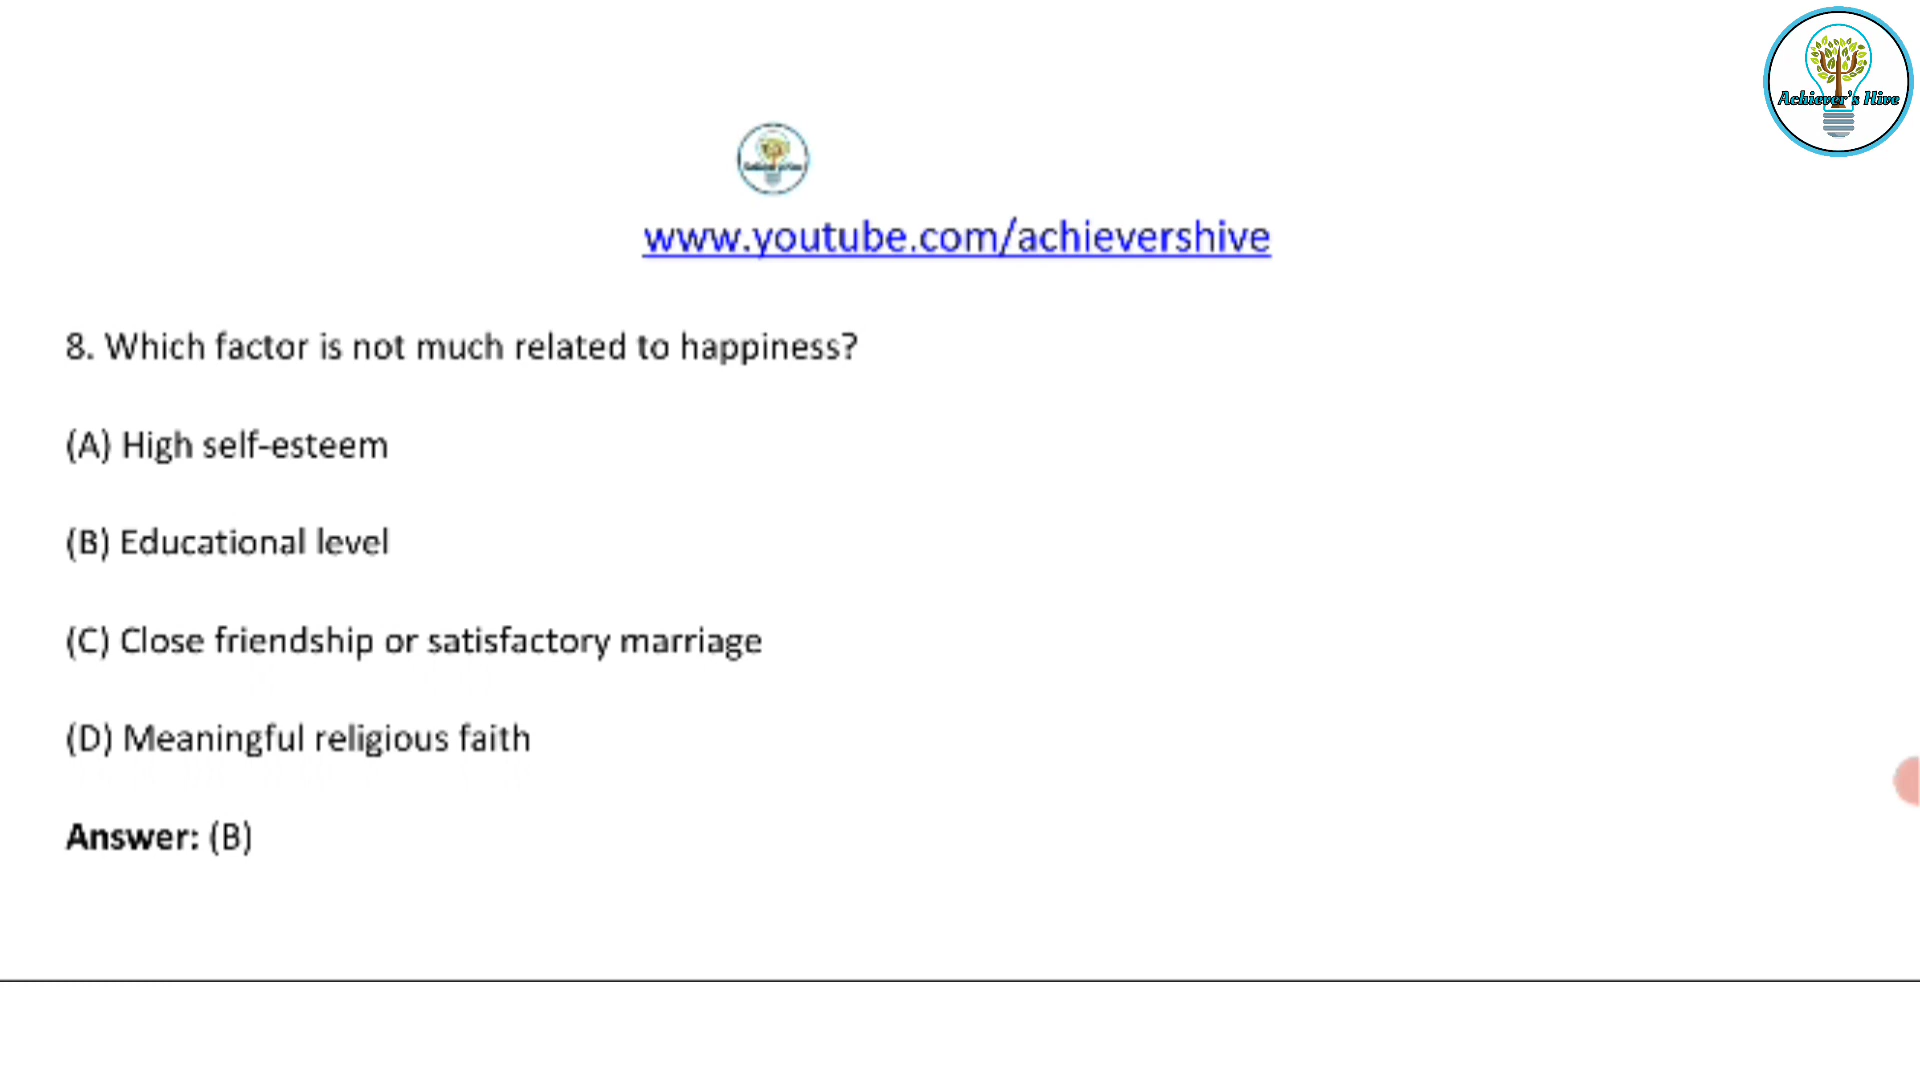 Achiever's Hive
www.youtube.com/achievershive
8. Which factor is not much related to happiness?
(A) High self-esteem
(B) Educational level
(C) Close friendship or satisfactory marriage
(D) Meaningful religious faith
Answer: (B)